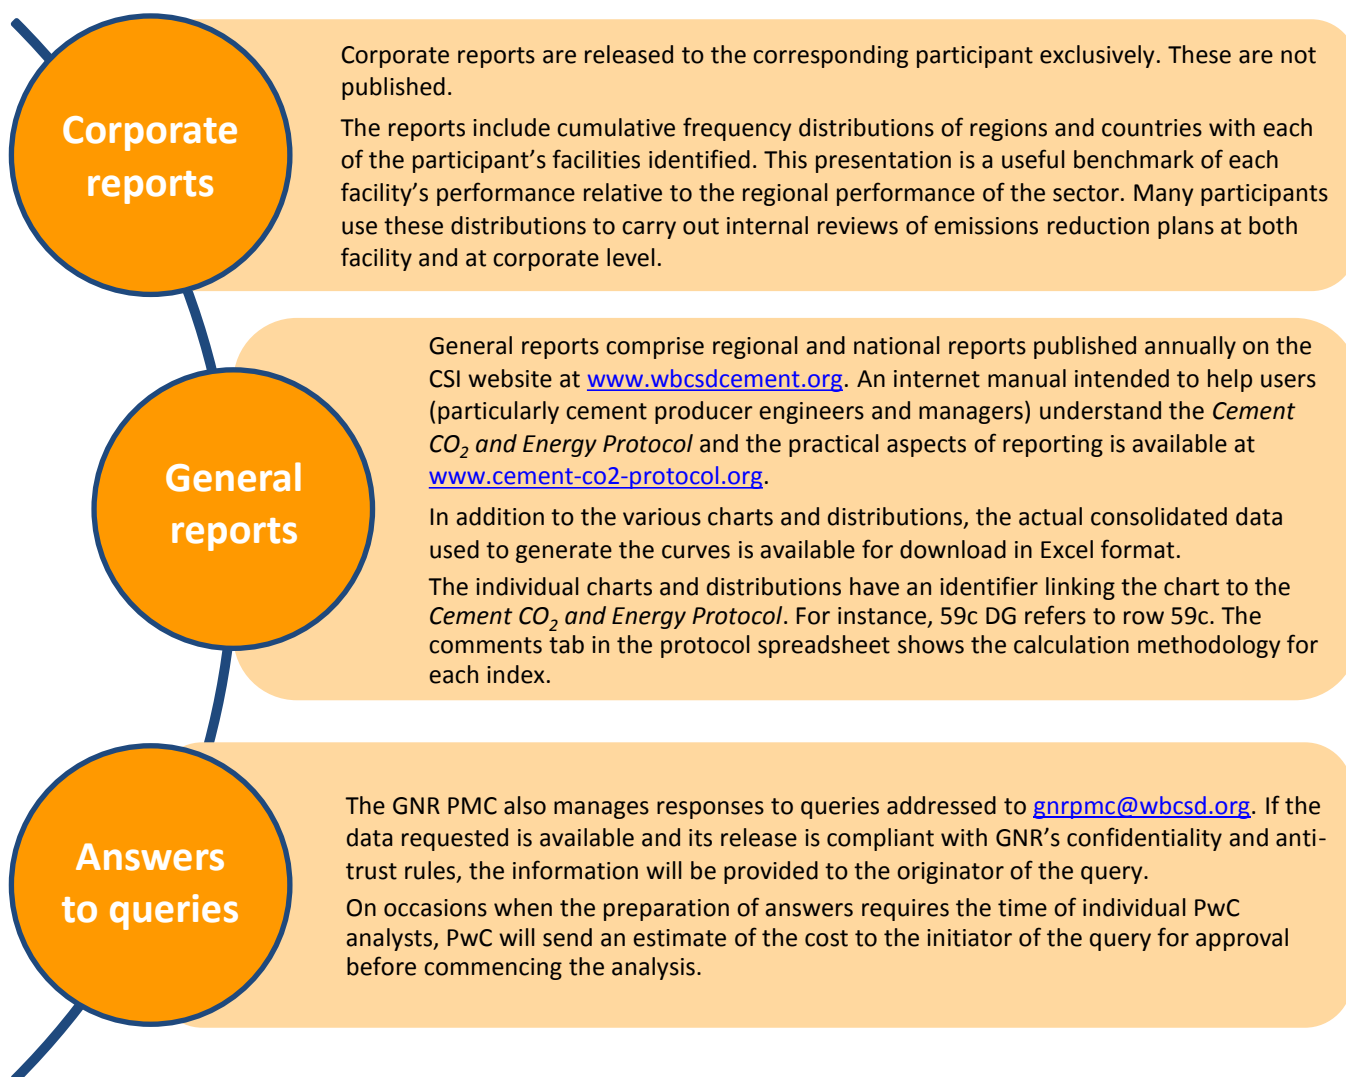 Corporate
reports
Corporate reports are released to the corresponding participant exclusively. These are not
published.
The reports include cumulative frequency distributions of regions and countries with each
of the participant’s facilities identified. This presentation is a useful benchmark of each
facility’s performance relative to the regional performance of the sector. Many participants
use these distributions to carry out internal reviews of emissions reduction plans at both
facility and at corporate level.
General
reports
General reports comprise regional and national reports published annually on the
CSI website at www.wbcsdcement.org. An internet manual intended to help users
(particularly cement producer engineers and managers) understand the Cement
CO₂ and Energy Protocol and the practical aspects of reporting is available at
www.cement-co2-protocol.org.
In addition to the various charts and distributions, the actual consolidated data
used to generate the curves is available for download in Excel format.
The individual charts and distributions have an identifier linking the chart to the
Cement CO₂ and Energy Protocol. For instance, 59c DG refers to row 59c. The
comments tab in the protocol spreadsheet shows the calculation methodology for
each index.
Answers
to queries
The GNR PMC also manages responses to queries addressed to gnrpmc@wbcsd.org. If the
data requested is available and its release is compliant with GNR’s confidentiality and anti-
trust rules, the information will be provided to the originator of the query.
On occasions when the preparation of answers requires the time of individual PwC
analysts, PwC will send an estimate of the cost to the initiator of the query for approval
before commencing the analysis.